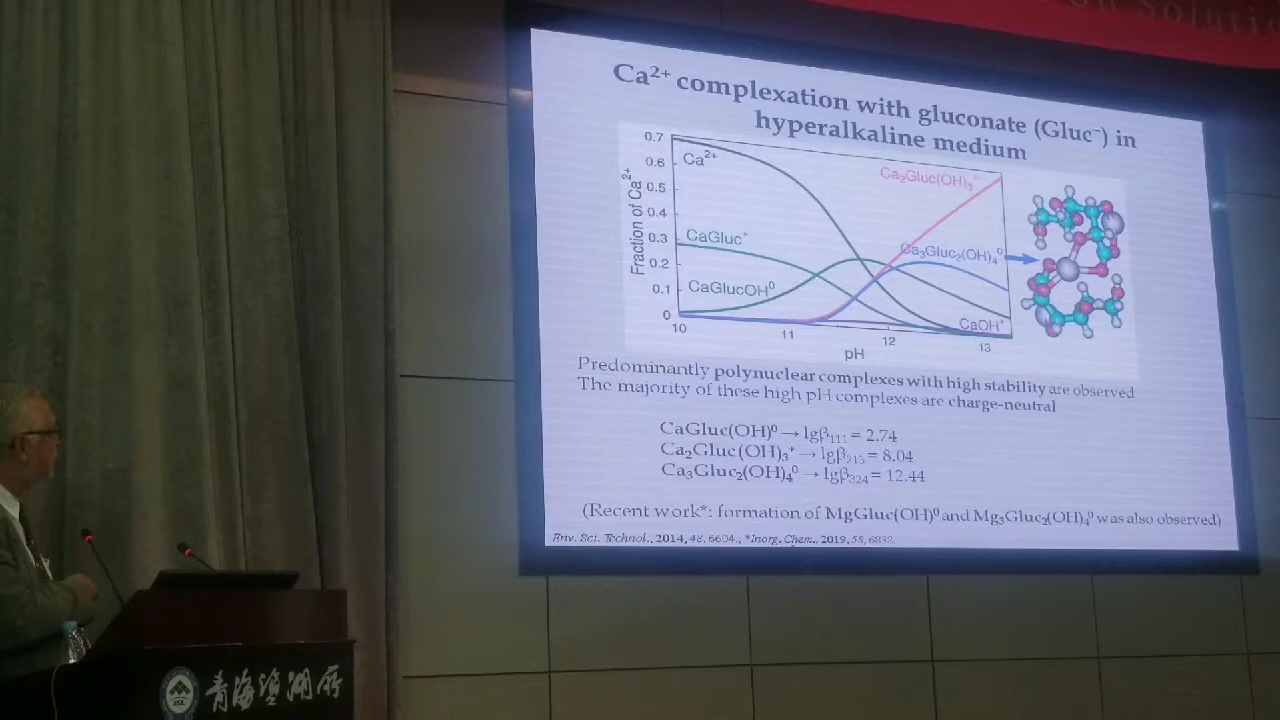 on Solutio
Ca²⁺ complexation with gluconate (Gluc⁻) in
hyperalkaline medium
Fraction of Ca²⁺
0.7
0.6
0.5
0.4
0.3
0.2
0.1
0
Ca²⁺
CaGluc⁺
CaGlucOH⁰
Ca₂Gluc(OH)₃⁺
Ca₃Gluc₂(OH)₄⁰
CaOH⁺
10
11
12
13
pH
Predominantly polynuclear complexes with high stability are observed
The majority of these high pH complexes are charge-neutral
CaGluc(OH)⁰ → lgβ₁₁₁ = 2.74
Ca₂Gluc (OH)₃⁺ → lgβ₂₁₃ = 8.04
Ca₃Gluc₂(OH)₄⁰ → lgβ₃₂₄ = 12.44
(Recent work*: formation of MgGluc(OH)⁰ and Mg₃Gluc₂(OH)₄⁰ was also observed)
Env. Sci. Technol., 2014, 48, 6604., *Inorg. Chem., 2019, 58, 6832.
青海盐湖所